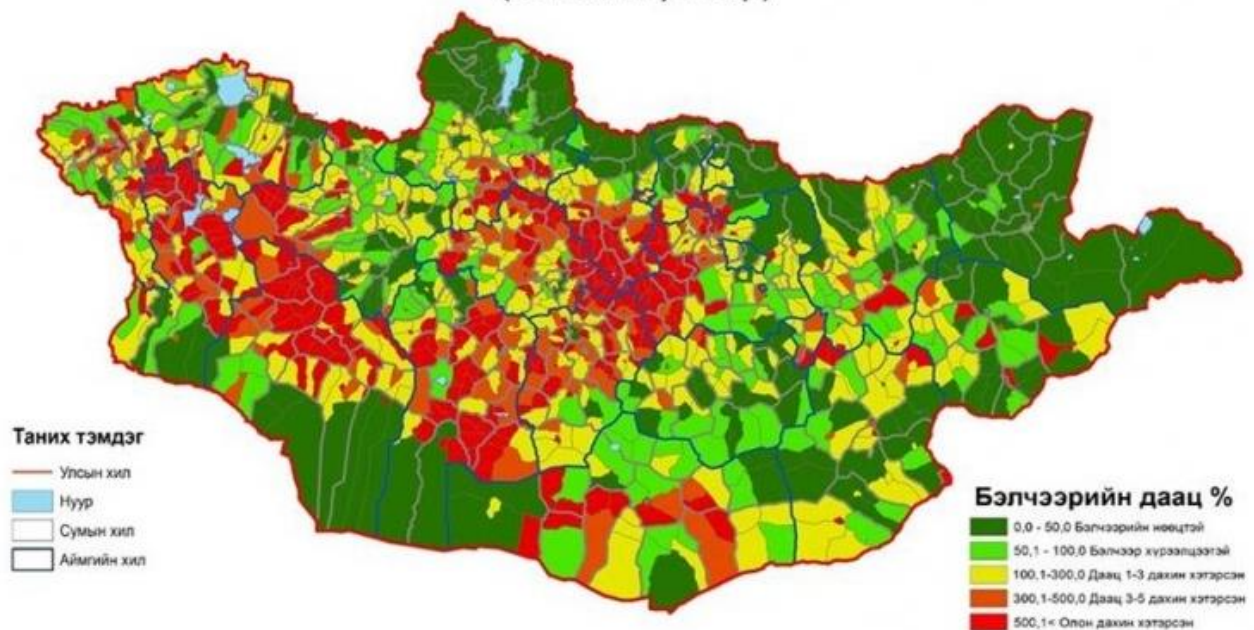 Таних тэмдэг
Улсын хил
Нуур
Сумын хил
Аймгийн хил
Бэлчээрийн даац %
0,0 - 50,0 Бэлчээрийн нөөцтэй
50,1 - 100,0 Бэлчээр хүрэлцээтэй
100,1-300,0 Даац 1-3 дахин хэтэрсэн
300,1-500,0 Даац 3-5 дахин хэтэрсэн
500,1< Олон дахин хэтэрсэн